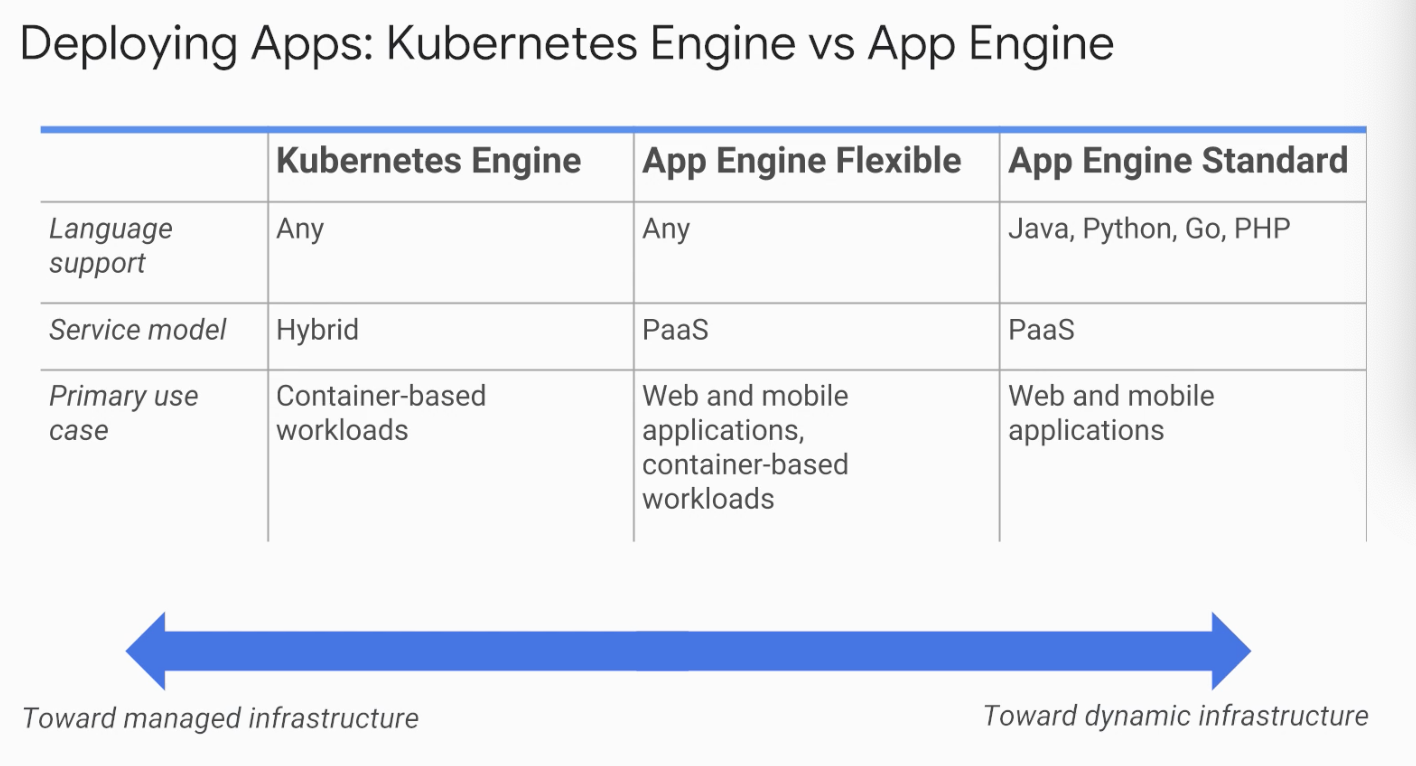 Deploying Apps: Kubernetes Engine vs App Engine
Kubernetes Engine
App Engine Flexible
App Engine Standard
Language
support
Any
Any
Java, Python, Go, PHP
Service model
Hybrid
PaaS
PaaS
Primary use
case
Container-based
workloads
Web and mobile
applications,
container-based
workloads
Web and mobile
applications
Toward managed infrastructure
Toward dynamic infrastructure